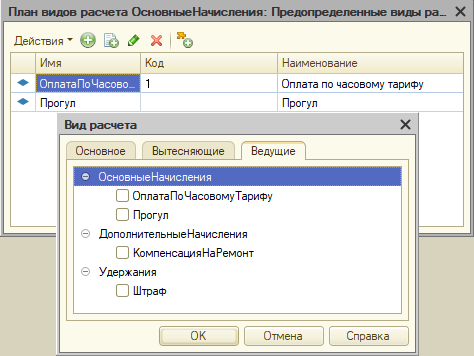 План видов расчета ОсновныеНачисления: Предопределенные виды ра...
Действия
Имя Код Наименование
ОплатаПоЧасово... 1 Оплата по часовому тарифу
Прогул Прогул
Вид расчета
Основное Вытесняющие Ведущие
ОсновныеНачисления
ОплатаПоЧасовомуТарифу
Прогул
ДополнительныеНачисления
КомпенсацияНаРемонт
Удержания
Штраф
ОК Отмена Справка